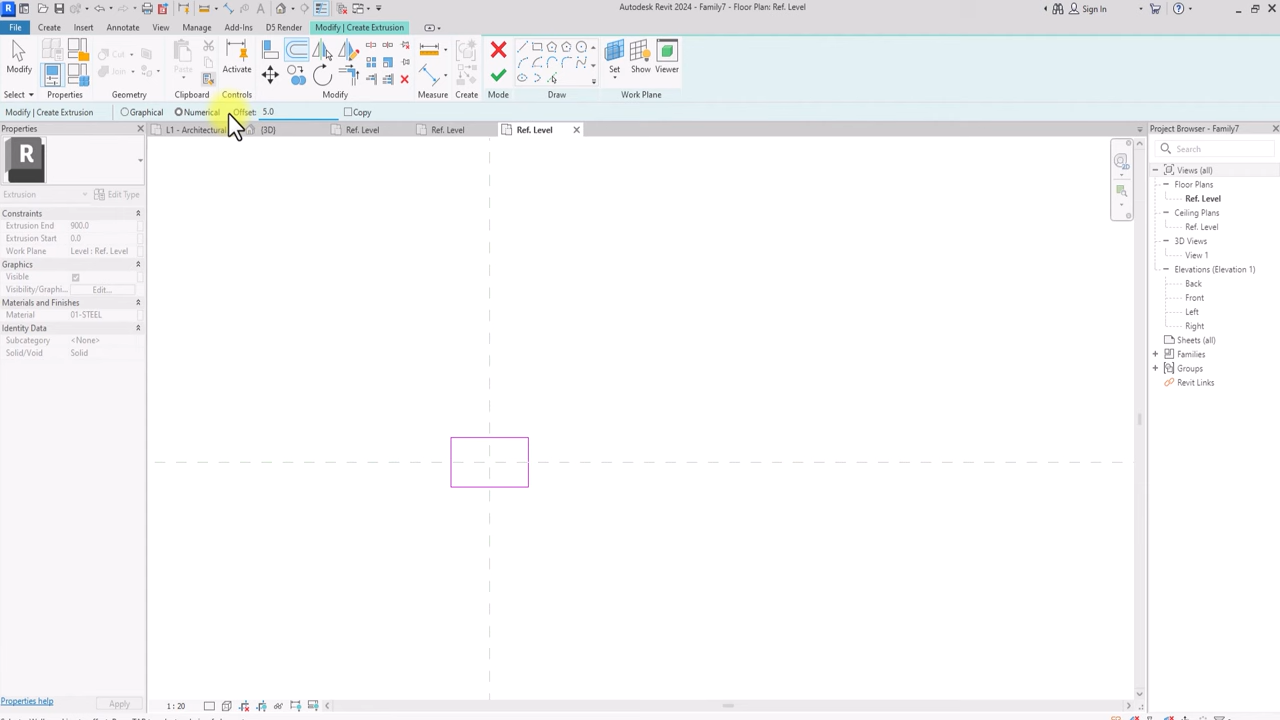 Autodesk Revit 2024 - Family7 - Floor Plan: Ref. Level
Sign In
File Create Insert Annotate View Manage Add-Ins D5 Render Modify | Create Extrusion
Modify
Cut
Join
Paste
Activate
Create
Set Show Viewer
Select Properties Geometry Clipboard Controls Modify Measure Create Mode Draw Work Plane
Modify | Create Extrusion Graphical Numerical Offset: 5.0 Copy
Properties
L1 - Architectural (3D) Ref. Level Ref. Level Ref. Level
Project Browser - Family7
Search
R
Extrusion Edit Type
Constraints
Extrusion End 900.0
Extrusion Start 0.0
Work Plane Level : Ref. Level
Graphics
Visible
Visibility/Graphi... Edit...
Materials and Finishes
Material 01-STEEL
Identity Data
Subcategory <None>
Solid/Void Solid
Views (all)
Floor Plans
Ref. Level
Ceiling Plans
Ref. Level
3D Views
View 1
Elevations (Elevation 1)
Back
Front
Left
Right
Sheets (all)
Families
Groups
Revit Links
Properties help Apply
1 : 20